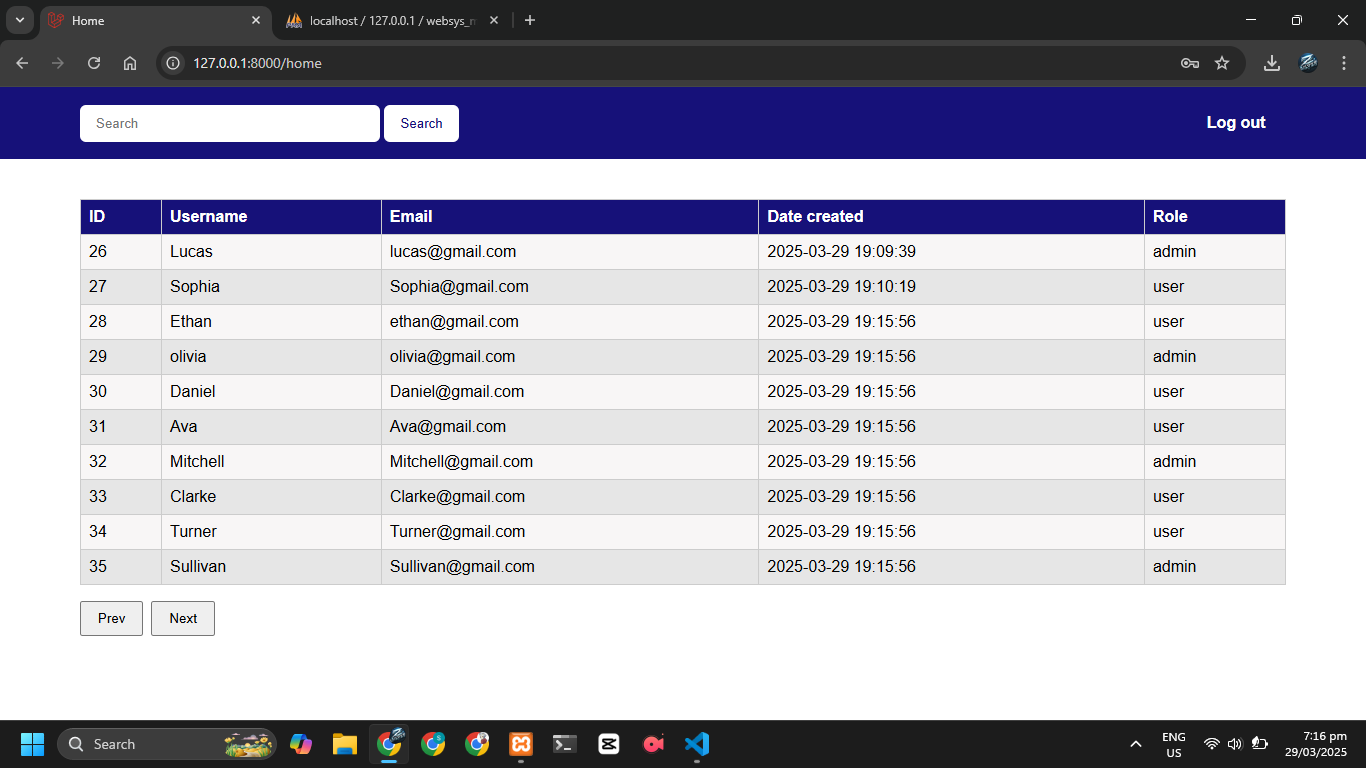 Home
localhost / 127.0.0.1 / websys_m
127.0.0.1:8000/home
Search Search Log out
ID Username Email Date created Role
26 Lucas lucas@gmail.com 2025-03-29 19:09:39 admin
27 Sophia Sophia@gmail.com 2025-03-29 19:10:19 user
28 Ethan ethan@gmail.com 2025-03-29 19:15:56 user
29 olivia olivia@gmail.com 2025-03-29 19:15:56 admin
30 Daniel Daniel@gmail.com 2025-03-29 19:15:56 user
31 Ava Ava@gmail.com 2025-03-29 19:15:56 user
32 Mitchell Mitchell@gmail.com 2025-03-29 19:15:56 admin
33 Clarke Clarke@gmail.com 2025-03-29 19:15:56 user
34 Turner Turner@gmail.com 2025-03-29 19:15:56 user
35 Sullivan Sullivan@gmail.com 2025-03-29 19:15:56 admin
Prev Next
Search
ENG
US
7:16 pm
29/03/2025